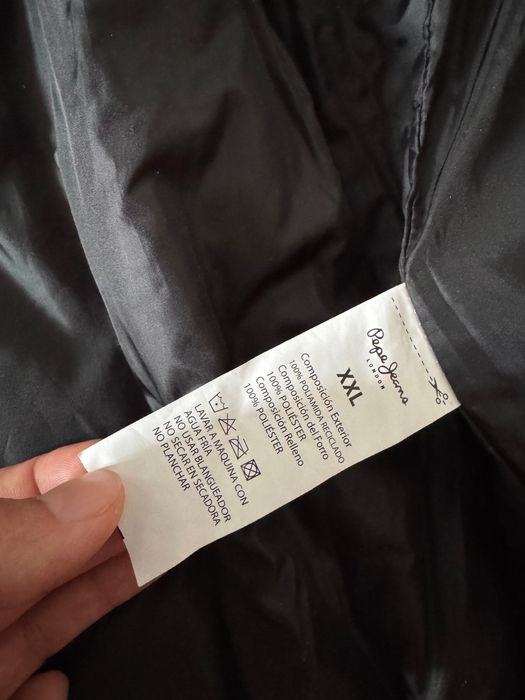 Pepe Jeans
LONDON
XXL
Composición Exterior
100% POLIAMIDA RECICLADO
Composición del Forro
100% POLIÉSTER
Composición Relleno
100% POLIÉSTER
LAVAR A MAQUINA CON
AGUA FRIA
NO USAR BLANGUEADOR
NO SECAR EN SECADORA
NO PLANCHAR